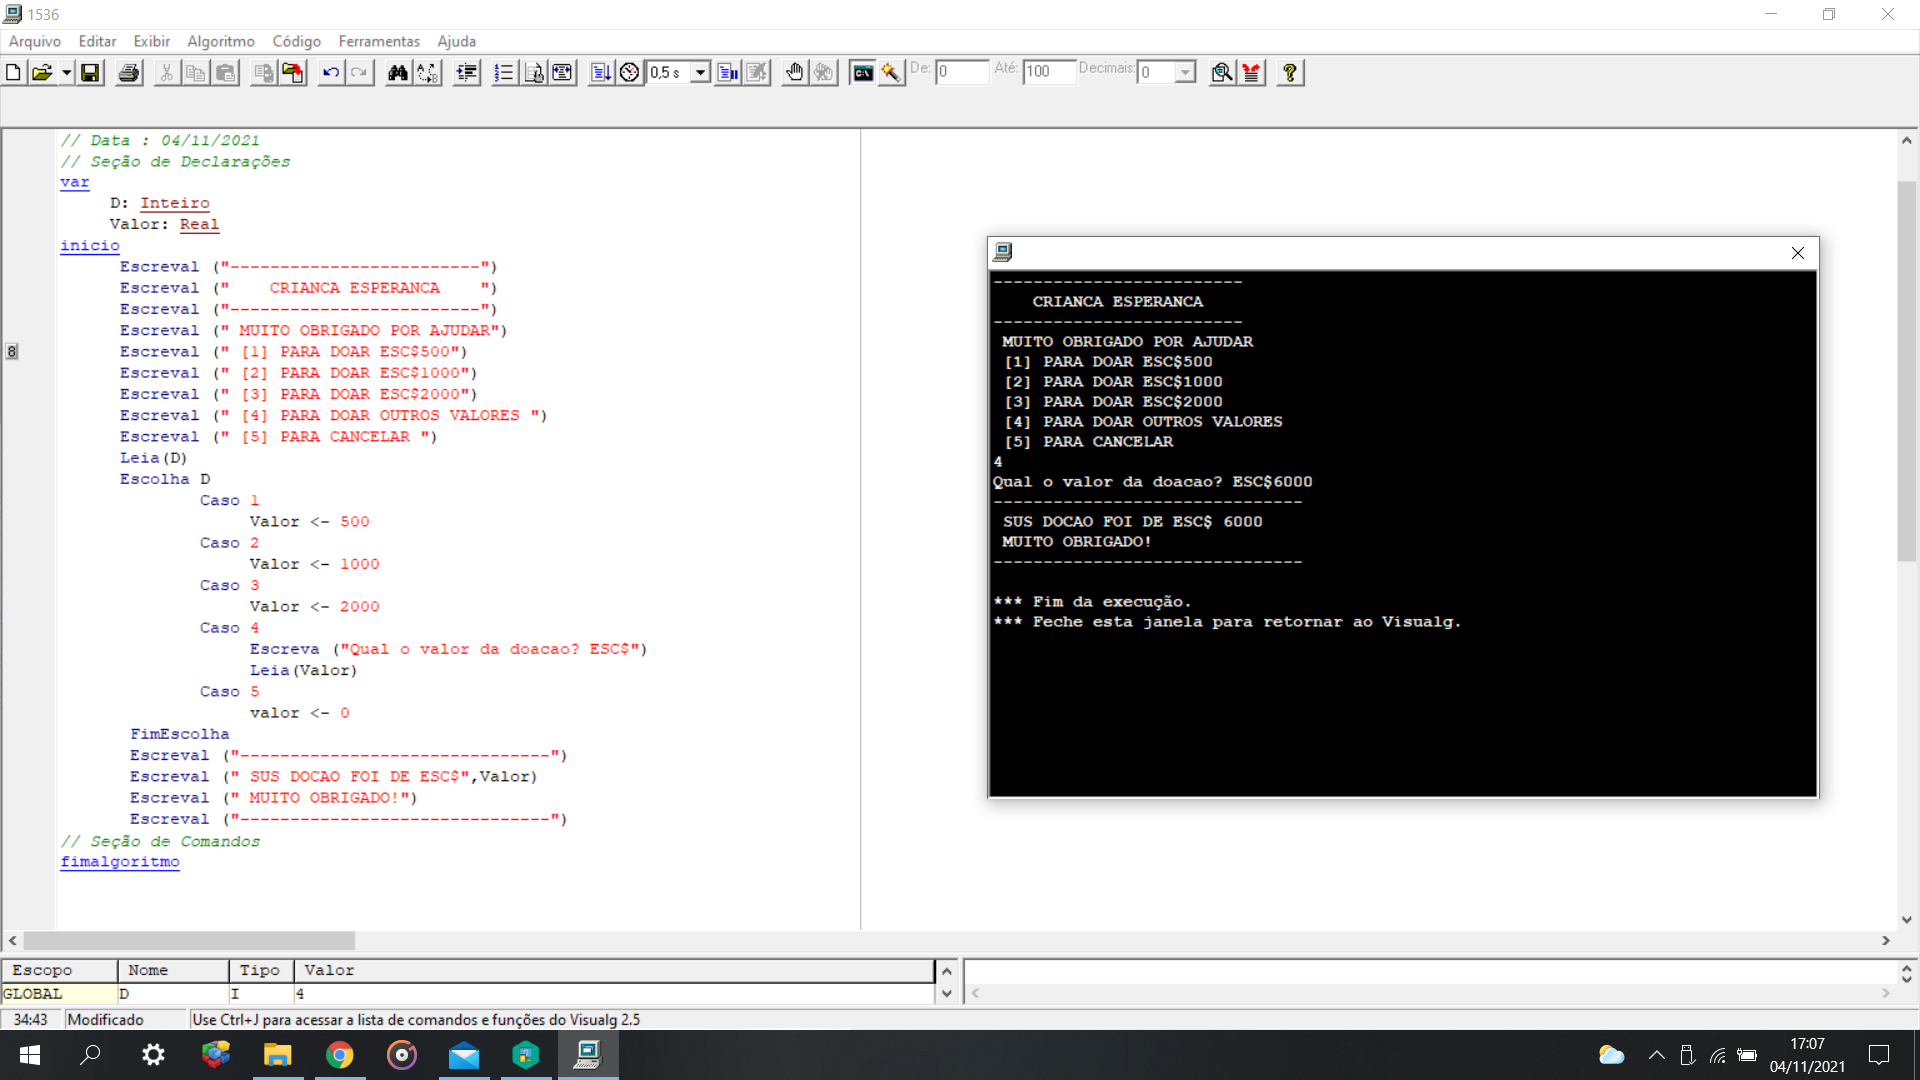 1536
Arquivo Editar Exibir Algoritmo Código Ferramentas Ajuda
0,5 s De: 0 Até: 100 Decimais: 0
// Data : 04/11/2021
// Seção de Declarações
var
D: Inteiro
Valor: Real
inicio
Escreval ("-------------------------")
Escreval ("    CRIANCA ESPERANCA    ")
Escreval ("-------------------------")
Escreval (" MUITO OBRIGADO POR AJUDAR")
8
Escreval (" [1] PARA DOAR ESC$500")
Escreval (" [2] PARA DOAR ESC$1000")
Escreval (" [3] PARA DOAR ESC$2000")
Escreval (" [4] PARA DOAR OUTROS VALORES ")
Escreval (" [5] PARA CANCELAR ")
Leia(D)
Escolha D
Caso 1
Valor <- 500
Caso 2
Valor <- 1000
Caso 3
Valor <- 2000
Caso 4
Escreva ("Qual o valor da doacao? ESC$")
Leia(Valor)
Caso 5
valor <- 0
FimEscolha
Escreval ("-------------------------------")
Escreval (" SUS DOCAO FOI DE ESC$",Valor)
Escreval (" MUITO OBRIGADO!")
Escreval ("-------------------------------")
// Seção de Comandos
fimalgoritmo
-------------------------
CRIANCA ESPERANCA
-------------------------
MUITO OBRIGADO POR AJUDAR
[1] PARA DOAR ESC$500
[2] PARA DOAR ESC$1000
[3] PARA DOAR ESC$2000
[4] PARA DOAR OUTROS VALORES
[5] PARA CANCELAR
4
Qual o valor da doacao? ESC$6000
-------------------------------
SUS DOCAO FOI DE ESC$ 6000
MUITO OBRIGADO!
-------------------------------
*** Fim da execução.
*** Feche esta janela para retornar ao Visualg.
Escopo Nome Tipo Valor
GLOBAL D I 4
34:43 Modificado Use Ctrl+J para acessar a lista de comandos e funções do Visualg 2.5
17:07
04/11/2021